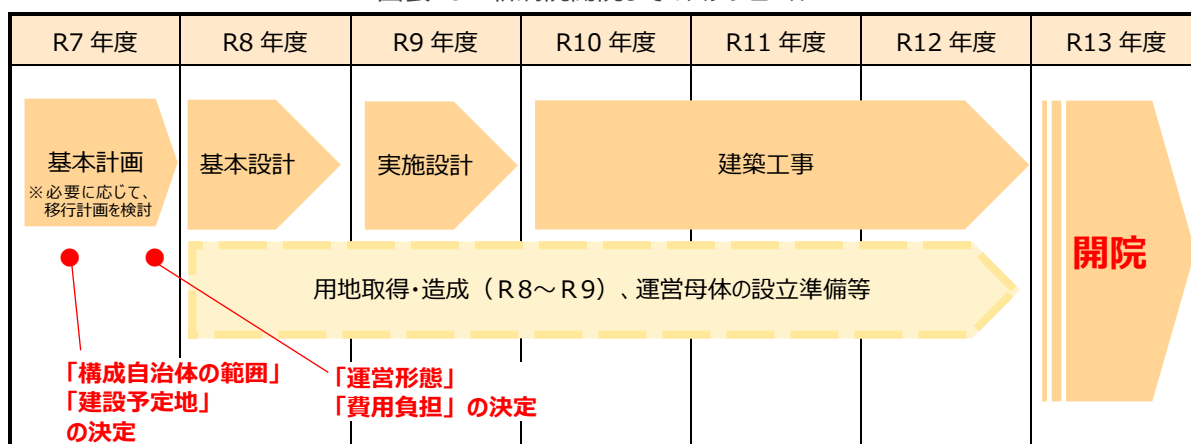 R7 年度
R8 年度
R9 年度
R10 年度
R11 年度
R12 年度
R13 年度
基本計画
※必要に応じて、
移行計画を検討
基本設計
実施設計
建築工事
開院
用地取得・造成（R8～R9）、運営母体の設立準備等
「構成自治体の範囲」
「建設予定地」
の決定
「運営形態」
「費用負担」の決定